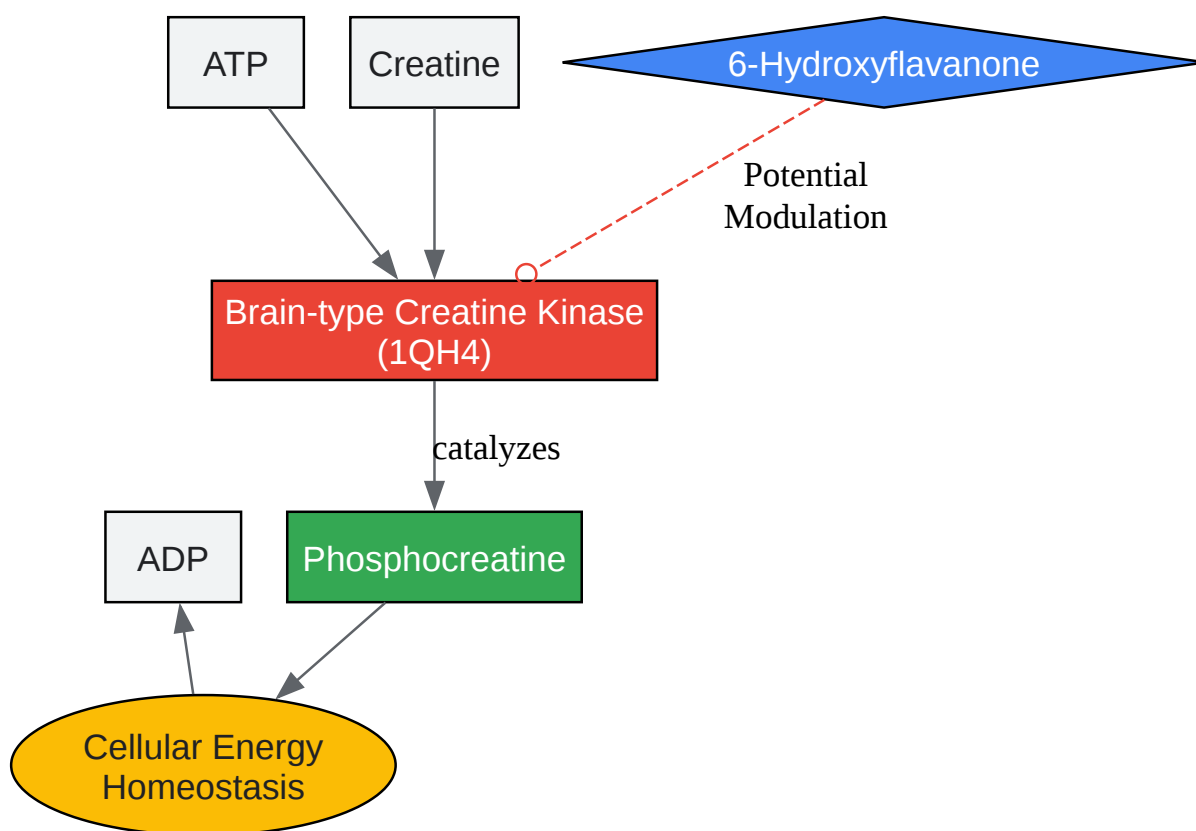 ATP
Creatine
6-Hydroxyflavanone
Potential
Modulation
Brain-type Creatine Kinase
(1QH4)
catalyzes
ADP
Phosphocreatine
Cellular Energy
Homeostasis